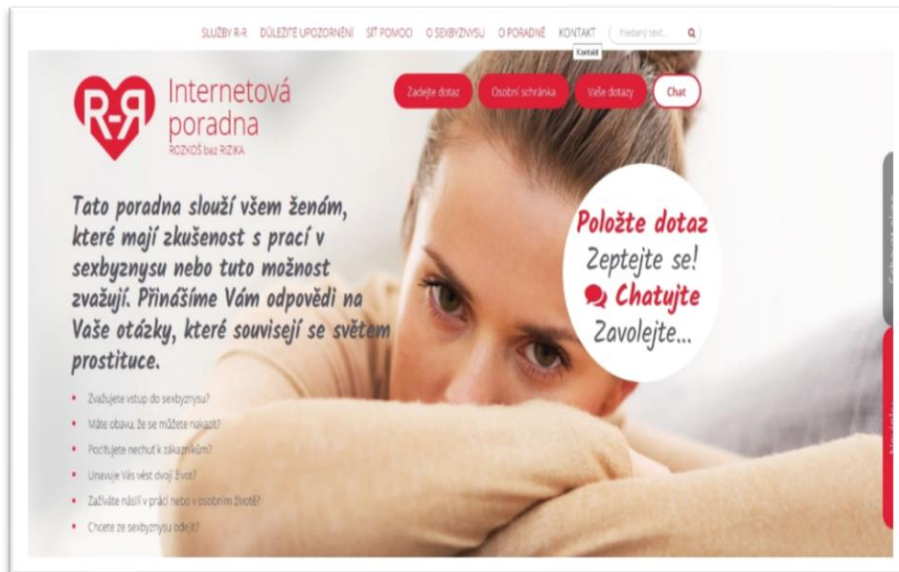 SLUŽBY R-R DŮLEŽITÉ UPOZORNĚNÍ SÍŤ POMOCI O SEXBYZNYSU O PORADNĚ KONTAKT hledaný text...
Kontakt
Zadejte dotaz Osobní schránka Vaše dotazy Chat
R-R
Internetová
poradna
ROZKOŠ bez RIZIKA
Tato poradna slouží všem ženám,
které mají zkušenost s prací v
sexbyznysu nebo tuto možnost
zvažují. Přinášíme Vám odpovědi na
Vaše otázky, které souvisejí se světem
prostituce.
Položte dotaz
Zeptejte se!
Chatujte
Zavolejte...
Zvažujete vstup do sexbyznysu?
Máte obavu, že se můžete nakazit?
Pociťujete nechuť k zákazníkům?
Unavuje Vás vést dvojí život?
Zažíváte násilí v práci nebo v osobním životě?
Chcete ze sexbyznysu odejít?